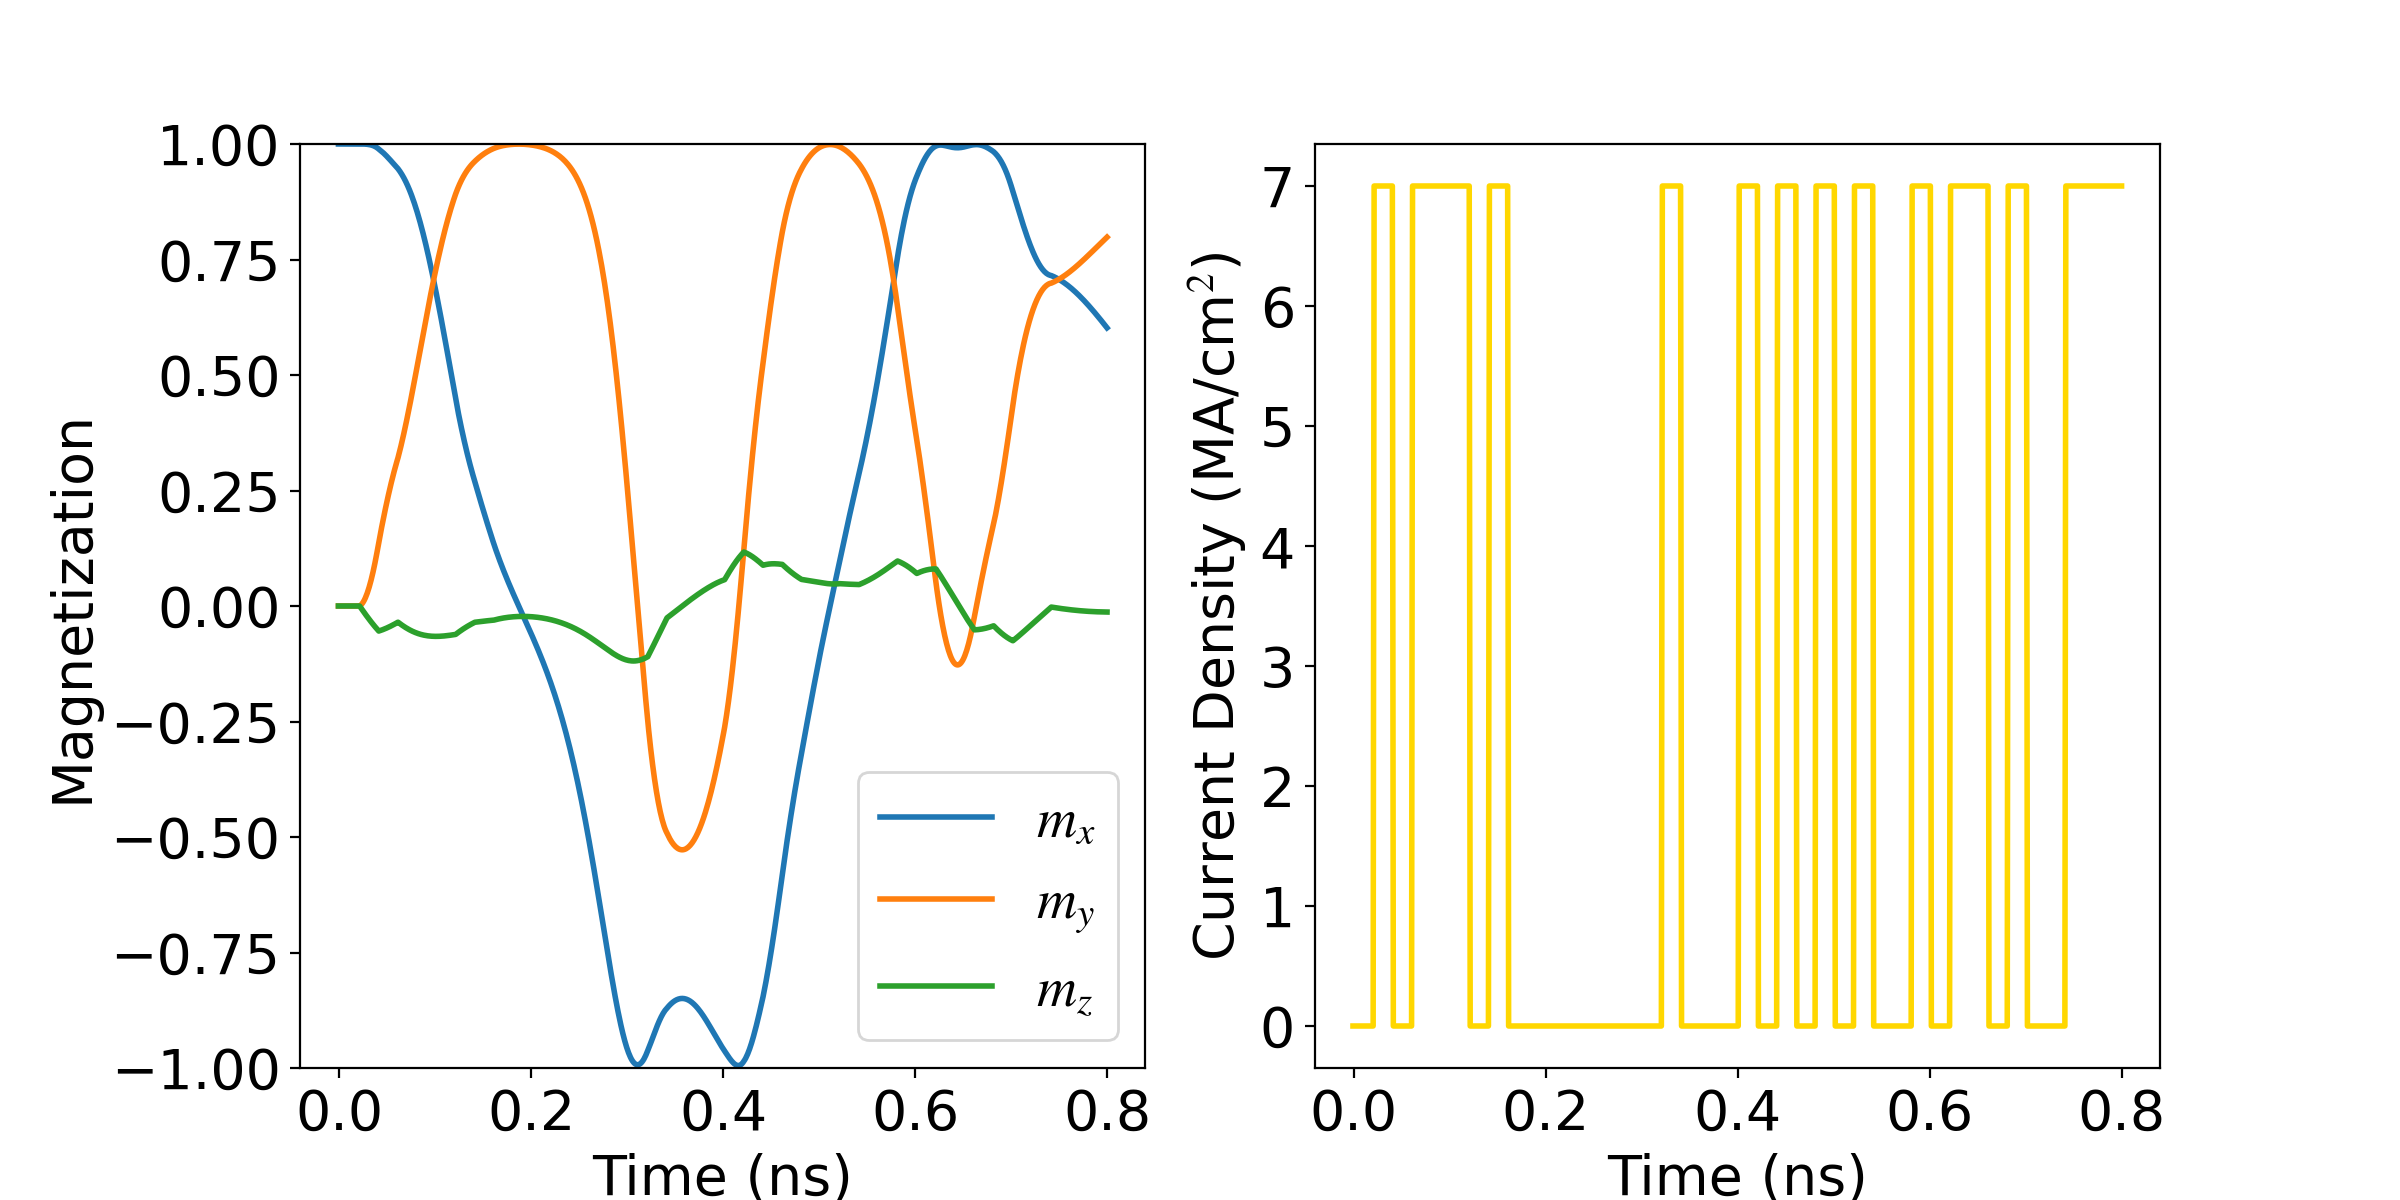 1.00
0.75
0.50
0.25
0.00
−0.25
−0.50
−0.75
−1.00
Magnetization
0.0 0.2 0.4 0.6 0.8
Time (ns)
m_x
m_y
m_z
7
6
5
4
3
2
1
0
Current Density (MA/cm²)
0.0 0.2 0.4 0.6 0.8
Time (ns)